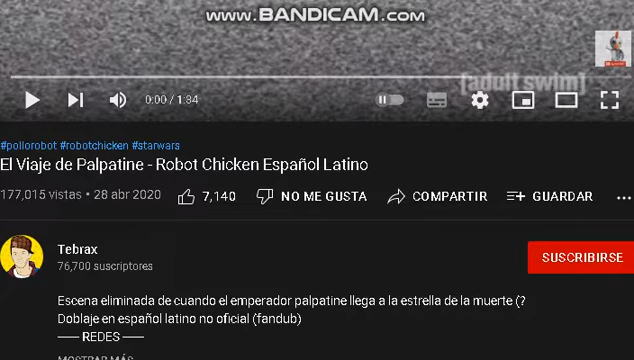 www.BANDICAM.com
[adult swim]
0:00 / 1:34
#pollorobot #robotchicken #starwars
El Viaje de Palpatine - Robot Chicken Español Latino
177,015 vistas • 28 abr 2020 7,140 NO ME GUSTA COMPARTIR GUARDAR ...
Tebrax
76,700 suscriptores
SUSCRIBIRSE
Escena eliminada de cuando el emperador palpatine llega a la estrella de la muerte (?
Doblaje en español latino no oficial (fandub)
—— REDES ——
MOSTRAR MÁS